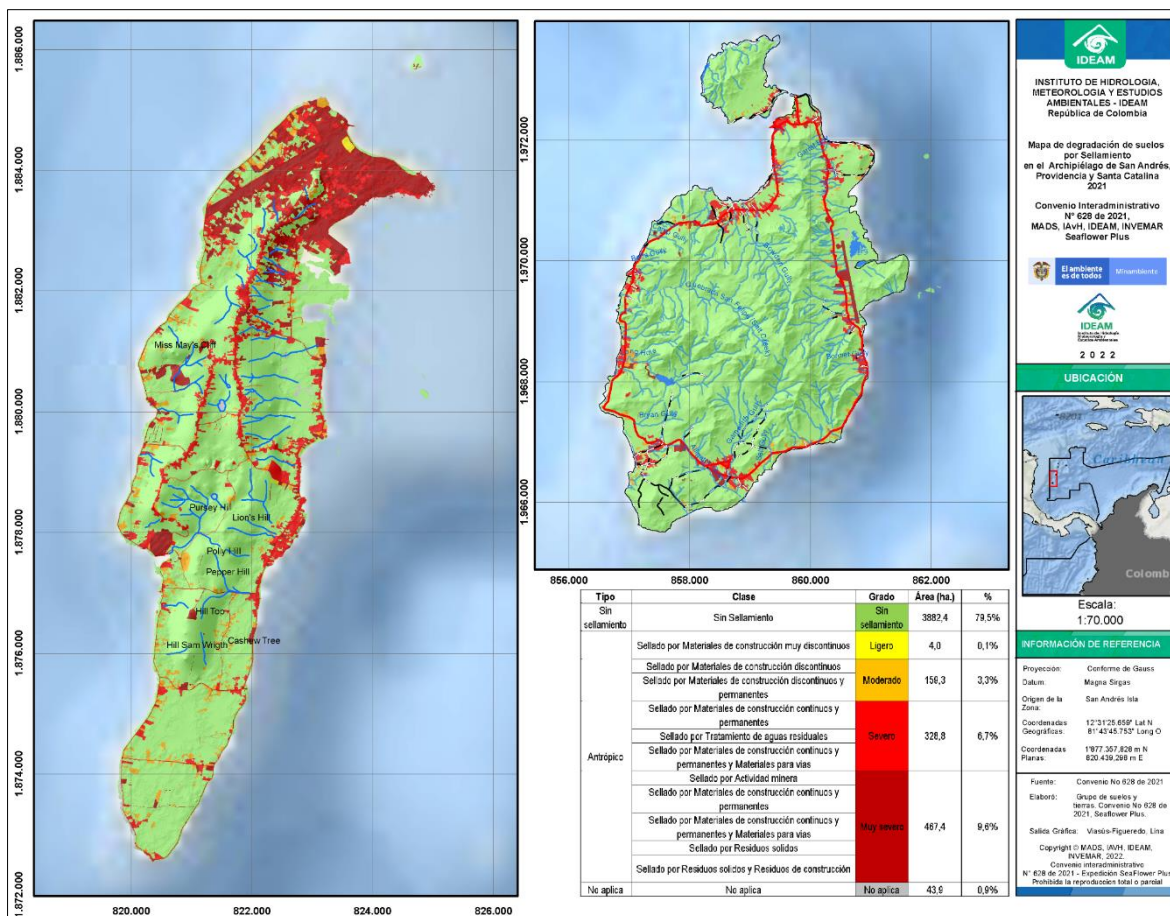 1.886.000
1.884.000
1.882.000
1.880.000
1.878.000
1.876.000
1.874.000
1.872.000
820.000
822.000
824.000
826.000
Miss May's Cliff
Pursey Hill
Lion's Hill
Polly Hill
Pepper Hill
Hill Too
Hill Sam Wrigth
Cashew Tree
1.972.000
1.970.000
1.968.000
1.966.000
856.000
858.000
860.000
862.000
Bryan Gully
Tipo
Clase
Grado
Área (ha.)
%
Sin
sellamiento
Sin Sellamiento
Sin
sellamiento
3882,4
79,5%
Antrópico
Sellado por Materiales de construcción muy discontinuos
Ligero
4,0
0,1%
Sellado por Materiales de construcción discontinuos
Sellado por Materiales de construcción discontinuos y
permanentes
Moderado
3,3%
Sellado por Materiales de construcción continuos y
permanentes
Sellado por Tratamiento de aguas residuales
Sellado por Materiales de construcción continuos y
permanentes y Materiales para vias
Severo
328,8
6,7%
Sellado por Actividad minera
Sellado por Materiales de construcción continuos y
permanentes
Sellado por Materiales de construcción continuos y
permanentes y Materiales para vias
Sellado por Residuos solidos
Sellado por Residuos solidos y Residuos de construcción
Muy severo
467,4
9,6%
No aplica
No aplica
No aplica
43,9
0,9%
IDEAM
INSTITUTO DE HIDROLOGIA,
METEOROLOGIA Y ESTUDIOS
AMBIENTALES - IDEAM
República de Colombia
Mapa de degradación de suelos
por Sellamiento
en el Archipiélago de San Andrés,
Providencia y Santa Catalina
2021
Convenio Interadministrativo
N° 628 de 2021,
MADS, IAvH, IDEAM, INVEMAR
Seaflower Plus
El ambiente
es de todos
Minambiente
IDEAM
2 0 2 2
UBICACIÓN
Caribbean
Colomb
Escala:
1:70.000
INFORMACIÓN DE REFERENCIA
Proyección:
Conforme de Gauss
Datum:
Magna Sirgas
Origen de la
Zona:
San Andrés Isla
Coordenadas
Geográficas:
12°31'25.659" Lat N
81°43'45.753" Long O
Coordenadas
Planas:
1'877.357,828 m N
820.439,298 m E
Fuente:
Convenio No 628 de 2021
Elaboró:
Grupo de suelos y
tierras. Convenio No 628 de
2021, Seaflower Plus.
Salida Gráfica:
Viasús-Figueredo, Lina
Copyright © MADS, IAVH, IDEAM,
INVEMAR, 2022.
Convenio interadministrativo
N° 628 de 2021 - Expedición SeaFlower Plus
Prohibida la reproduccion total o parcial